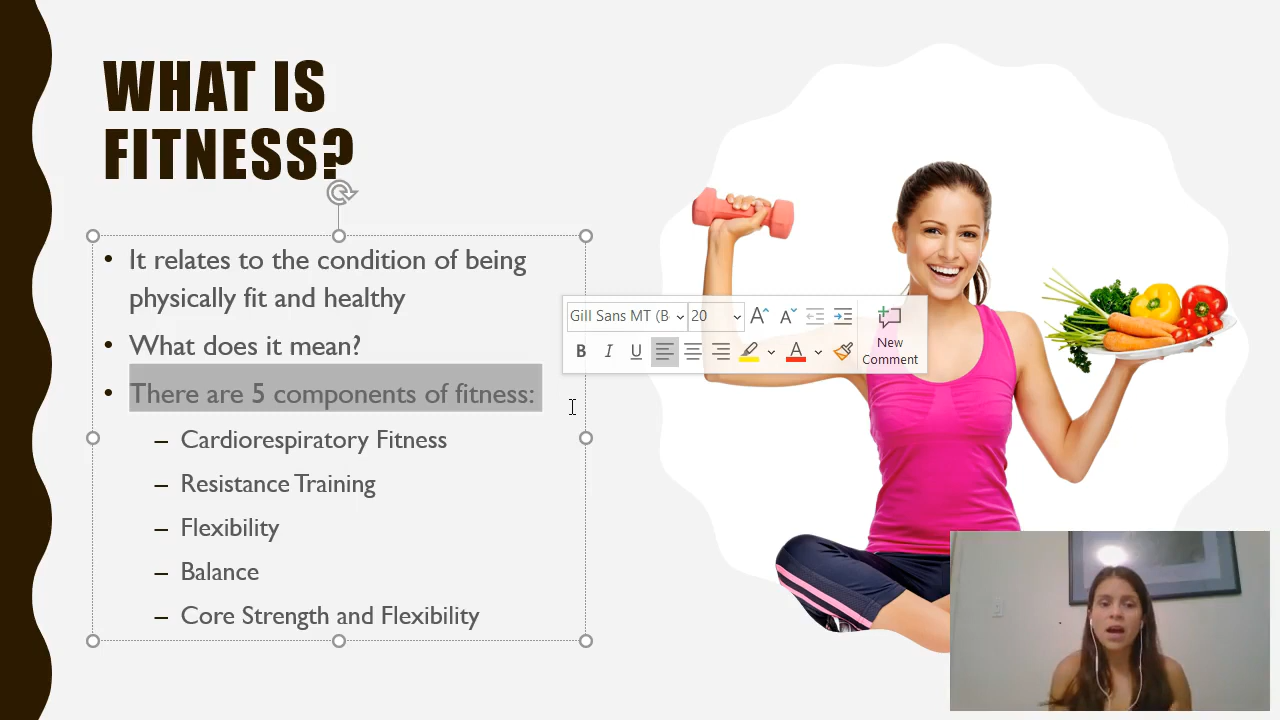 WHAT IS
FITNESS?
• It relates to the condition of being
physically fit and healthy
• What does it mean?
• There are 5 components of fitness:
– Cardiorespiratory Fitness
– Resistance Training
– Flexibility
– Balance
– Core Strength and Flexibility
Gill Sans MT (B
20
A A
New
Comment
B I U A